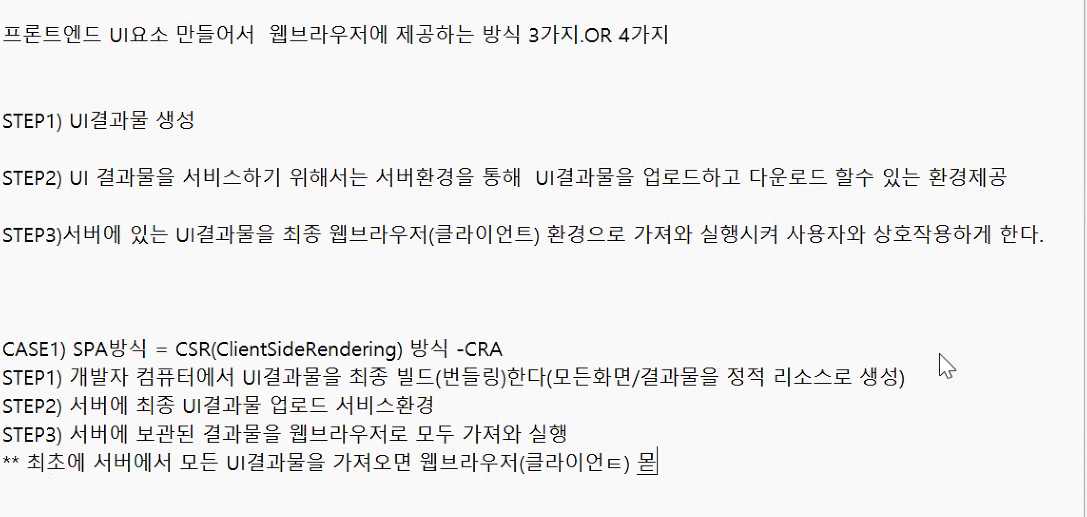 프론트엔드 UI요소 만들어서  웹브라우저에 제공하는 방식 3가지.OR 4가지
STEP1) UI결과물 생성
STEP2) UI 결과물을 서비스하기 위해서는 서버환경을 통해  UI결과물을 업로드하고 다운로드 할수 있는 환경제공
STEP3)서버에 있는 UI결과물을 최종 웹브라우저(클라이언트) 환경으로 가져와 실행시켜 사용자와 상호작용하게 한다.
CASE1) SPA방식 = CSR(ClientSideRendering) 방식 -CRA
STEP1) 개발자 컴퓨터에서 UI결과물을 최종 빌드(번들링)한다(모든화면/결과물을 정적 리소스로 생성)
STEP2) 서버에 최종 UI결과물 업로드 서비스환경
STEP3) 서버에 보관된 결과물을 웹브라우저로 모두 가져와 실행
** 최초에 서버에서 모든 UI결과물을 가져오면 웹브라우저(클라이언ㅌ) 몯